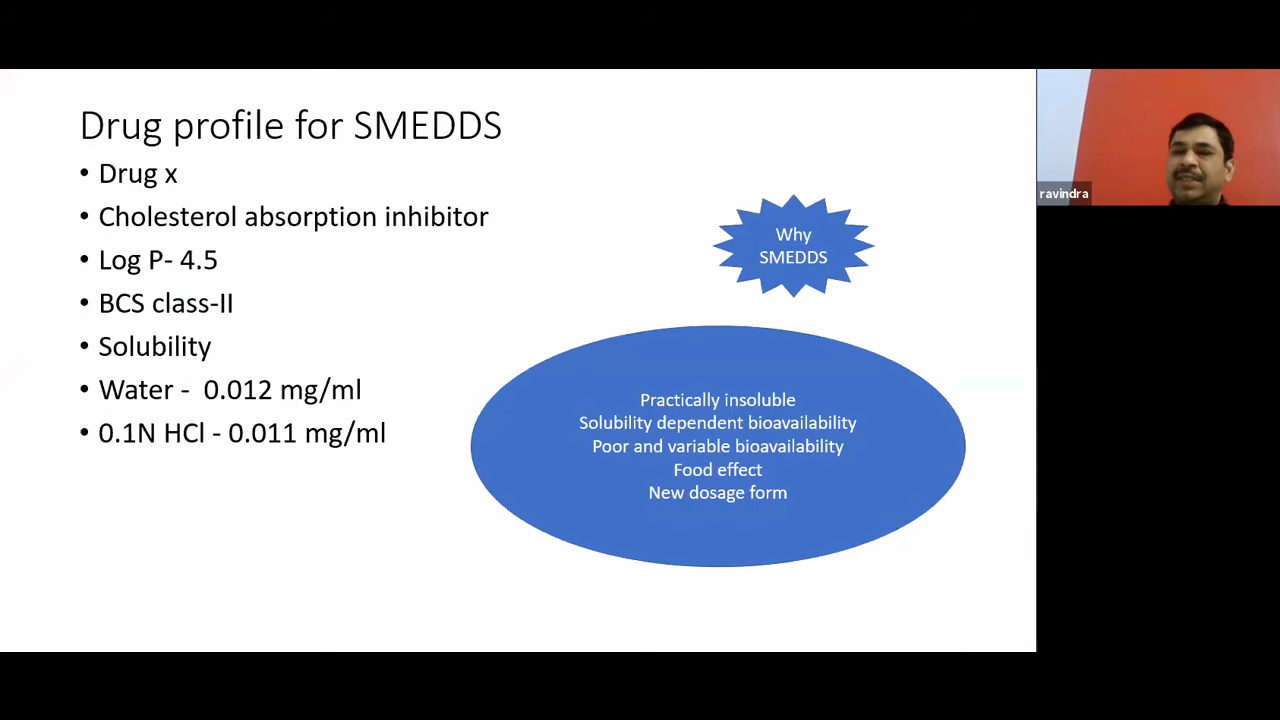 Drug profile for SMEDDS
• Drug x
• Cholesterol absorption inhibitor
• Log P- 4.5
• BCS class-II
• Solubility
• Water -  0.012 mg/ml
• 0.1N HCl - 0.011 mg/ml
Why
SMEDDS
Practically insoluble
Solubility dependent bioavailability
Poor and variable bioavailability
Food effect
New dosage form
ravindra